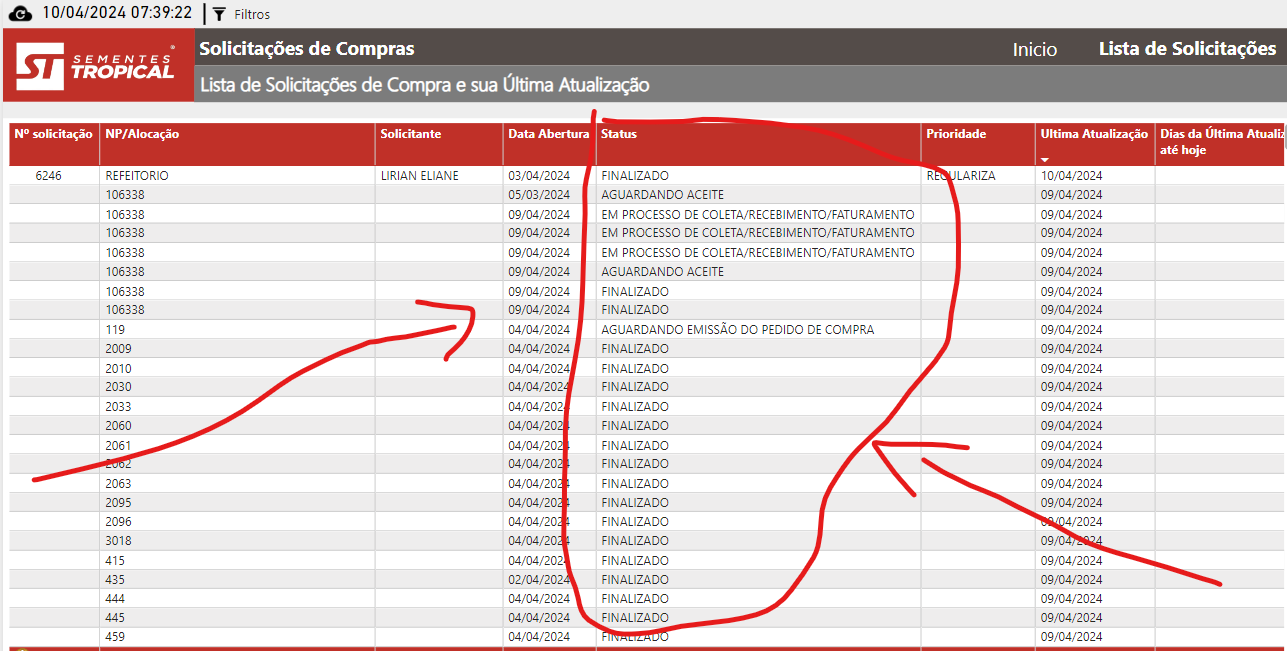 10/04/2024 07:39:22 Filtros
ST SEMENTES TROPICAL
Solicitações de Compras Inicio Lista de Solicitações
Lista de Solicitações de Compra e sua Última Atualização
Nº solicitação NP/Alocação Solicitante Data Abertura Status Prioridade Ultima Atualização Dias da Última Atualiz
até hoje
6246 REFEITORIO LIRIAN ELIANE 03/04/2024 FINALIZADO REGULARIZA 10/04/2024
106338 05/03/2024 AGUARDANDO ACEITE 09/04/2024
106338 09/04/2024 EM PROCESSO DE COLETA/RECEBIMENTO/FATURAMENTO 09/04/2024
106338 09/04/2024 EM PROCESSO DE COLETA/RECEBIMENTO/FATURAMENTO 09/04/2024
106338 09/04/2024 EM PROCESSO DE COLETA/RECEBIMENTO/FATURAMENTO 09/04/2024
106338 09/04/2024 AGUARDANDO ACEITE 09/04/2024
106338 09/04/2024 FINALIZADO 09/04/2024
106338 09/04/2024 FINALIZADO 09/04/2024
119 04/04/2024 AGUARDANDO EMISSÃO DO PEDIDO DE COMPRA 09/04/2024
2009 04/04/2024 FINALIZADO 09/04/2024
2010 04/04/2024 FINALIZADO 09/04/2024
2030 04/04/2024 FINALIZADO 09/04/2024
2033 04/04/2024 FINALIZADO 09/04/2024
2060 04/04/2024 FINALIZADO 09/04/2024
2061 04/04/2024 FINALIZADO 09/04/2024
2062 04/04/2024 FINALIZADO 09/04/2024
2063 04/04/2024 FINALIZADO 09/04/2024
2095 04/04/2024 FINALIZADO 09/04/2024
2096 04/04/2024 FINALIZADO 09/04/2024
3018 04/04/2024 FINALIZADO 09/04/2024
415 04/04/2024 FINALIZADO 09/04/2024
435 02/04/2024 FINALIZADO 09/04/2024
444 04/04/2024 FINALIZADO 09/04/2024
445 04/04/2024 FINALIZADO 09/04/2024
459 04/04/2024 FINALIZADO 09/04/2024